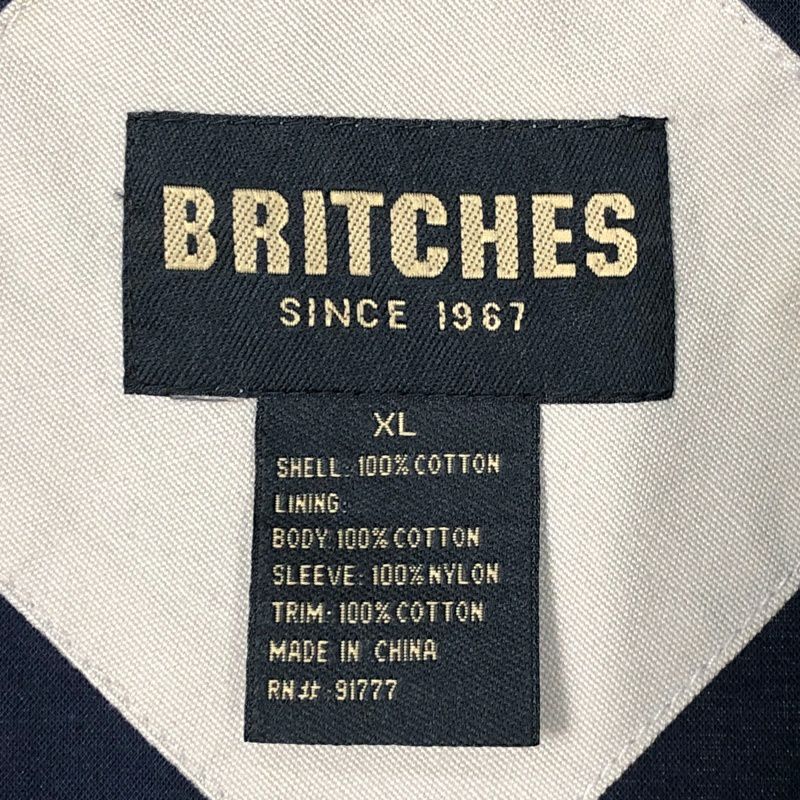 BRITCHES
SINCE 1967
XL
SHELL: 100% COTTON
LINING:
BODY: 100% COTTON
SLEEVE: 100% NYLON
TRIM: 100% COTTON
MADE IN CHINA
RN#: 91777